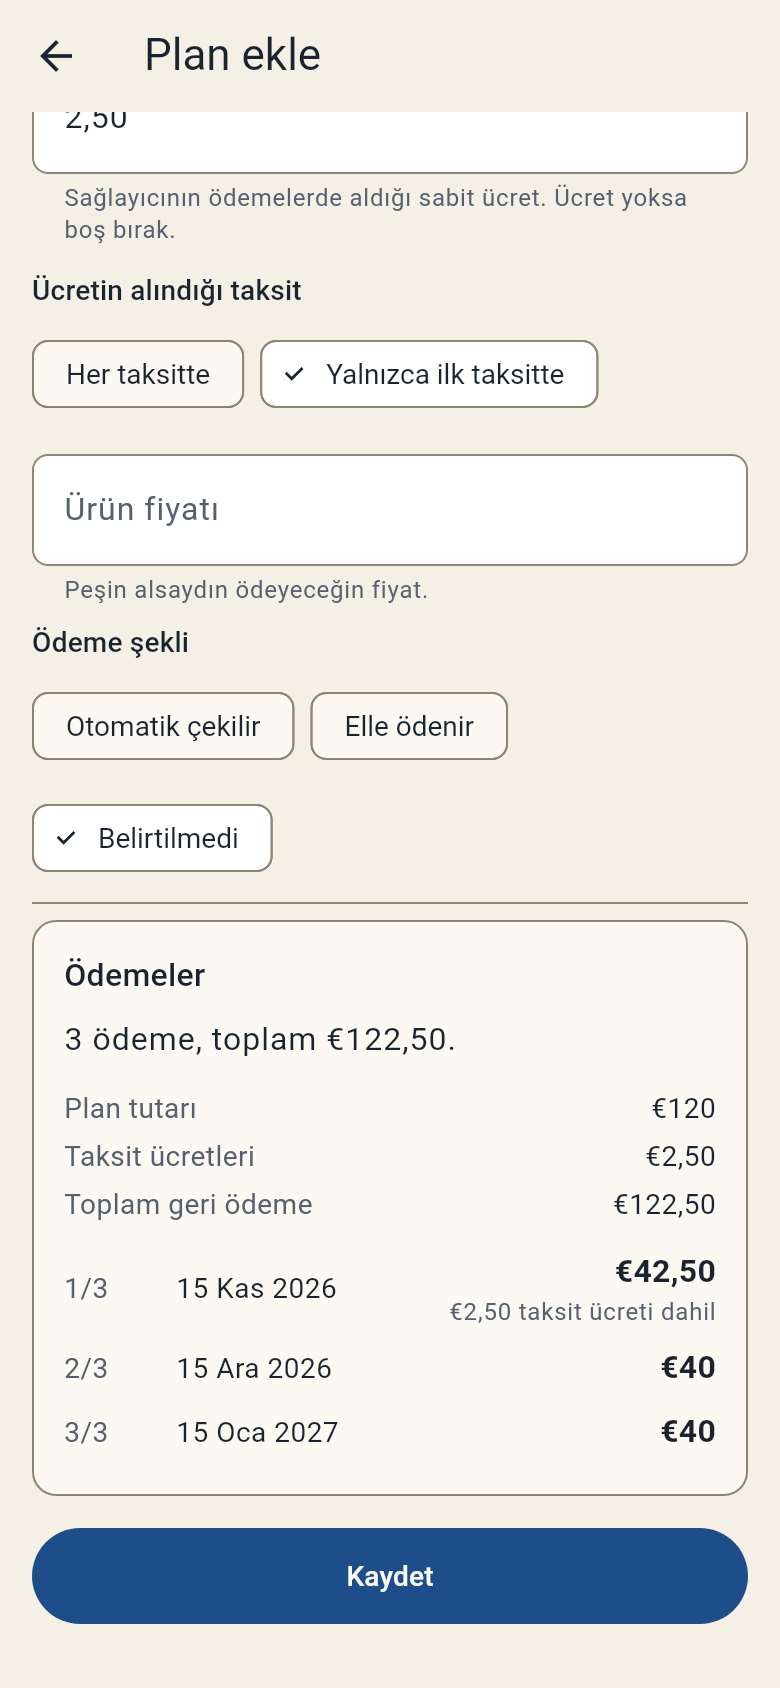 Plan ekle
2,50
Sağlayıcının ödemelerde aldığı sabit ücret. Ücret yoksa
boş bırak.
Ücretin alındığı taksit
Her taksitte
Yalnızca ilk taksitte
Ürün fiyatı
Peşin alsaydın ödeyeceğin fiyat.
Ödeme şekli
Otomatik çekilir
Elle ödenir
Belirtilmedi
Ödemeler
3 ödeme, toplam €122,50.
Plan tutarı €120
Taksit ücretleri €2,50
Toplam geri ödeme €122,50
1/3 15 Kas 2026 €42,50
€2,50 taksit ücreti dahil
2/3 15 Ara 2026 €40
3/3 15 Oca 2027 €40
Kaydet